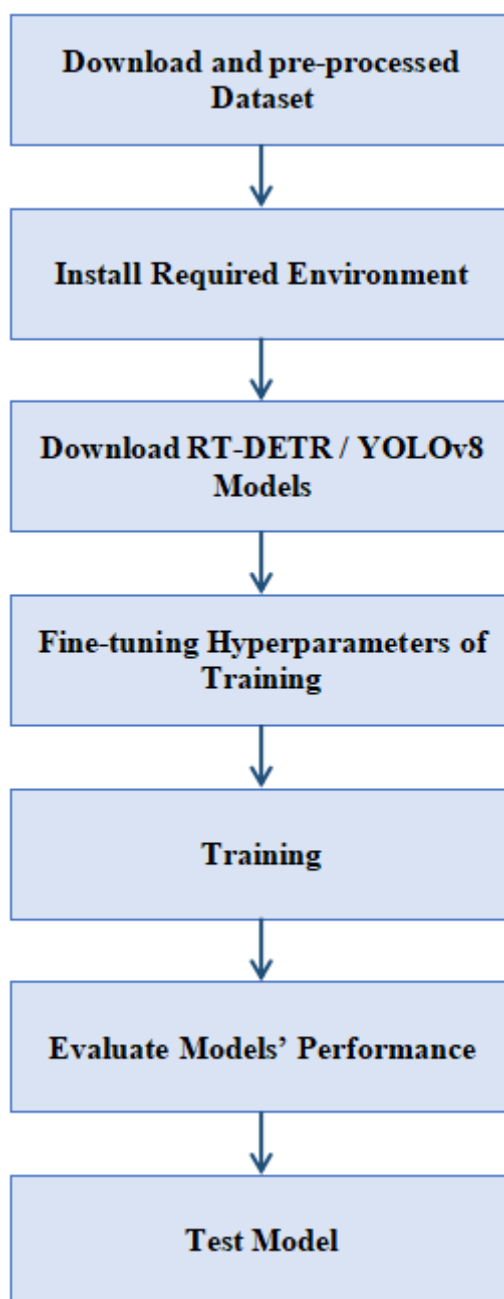 Download and pre-processed
Dataset
Install Required Environment
Download RT-DETR / YOLOv8
Models
Fine-tuning Hyperparameters of
Training
Training
Evaluate Models’ Performance
Test Model